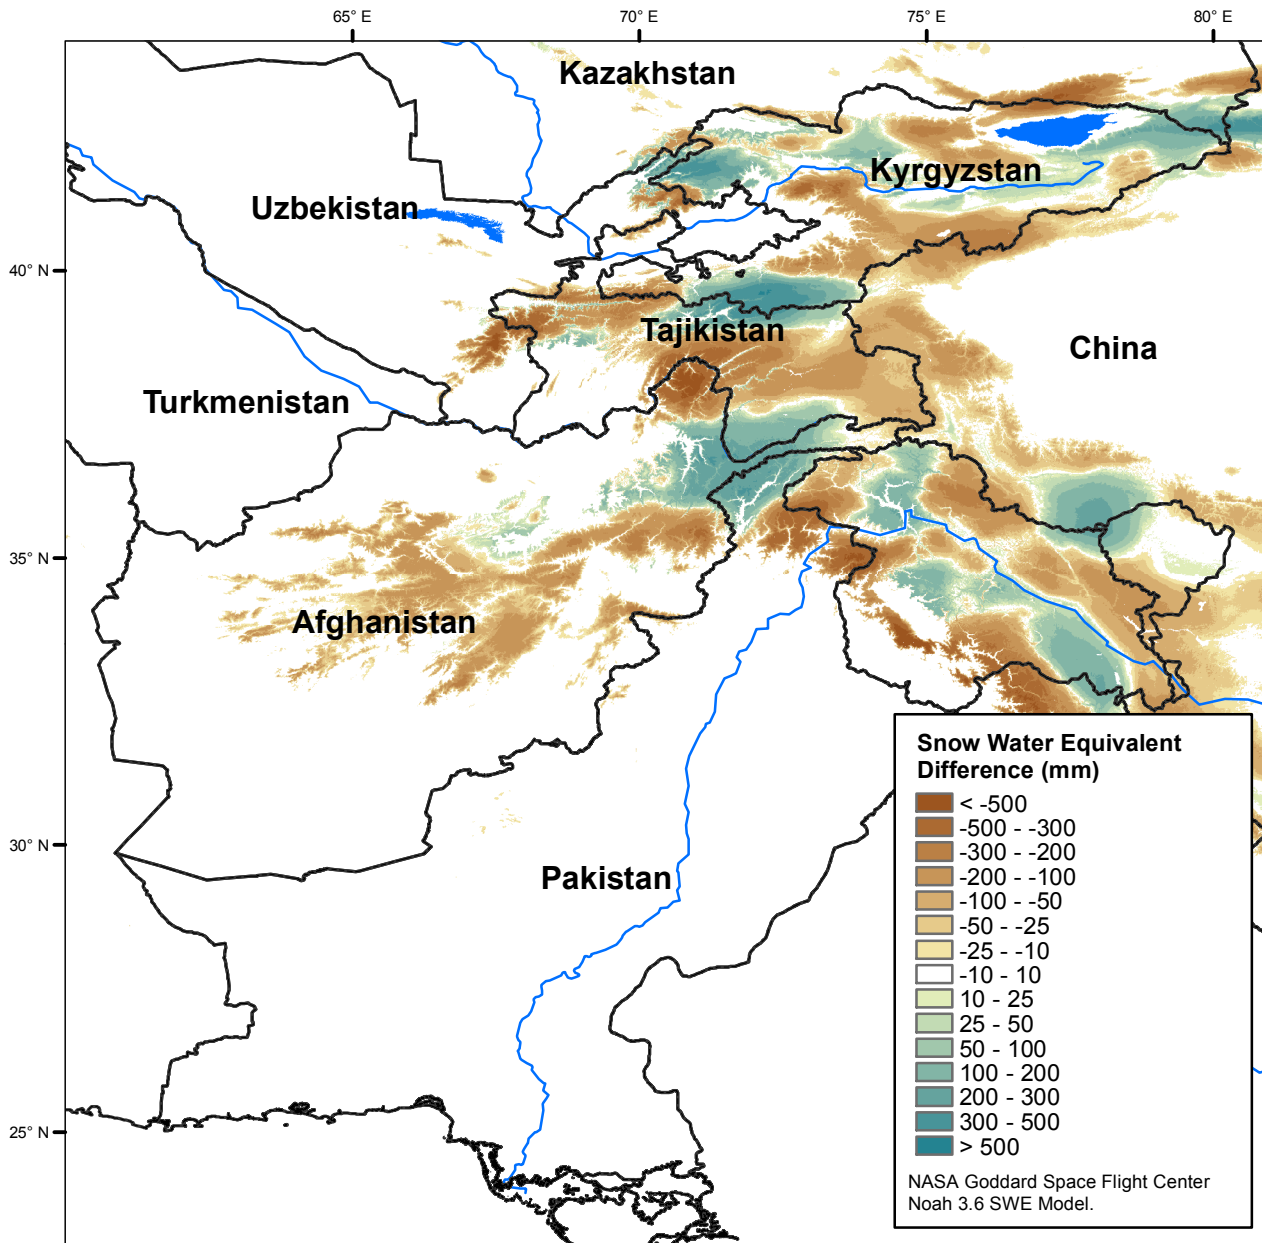 65° E
70° E
75° E
80° E
Kazakhstan
Kyrgyzstan
Uzbekistan
40° N
Tajikistan
China
Turkmenistan
35° N
Afghanistan
Snow Water Equivalent
Difference (mm)
< -500
-500 - -300
-300 - -200
-200 - -100
-100 - -50
-50 - -25
-25 - -10
-10 - 10
10 - 25
25 - 50
50 - 100
100 - 200
200 - 300
300 - 500
> 500
NASA Goddard Space Flight Center
Noah 3.6 SWE Model.
30° N
Pakistan
25° N